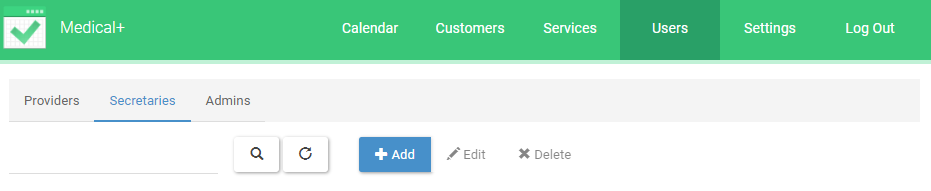 Medical+ Calendar Customers Services Users Settings Log Out
Providers Secretaries Admins
Add Edit Delete